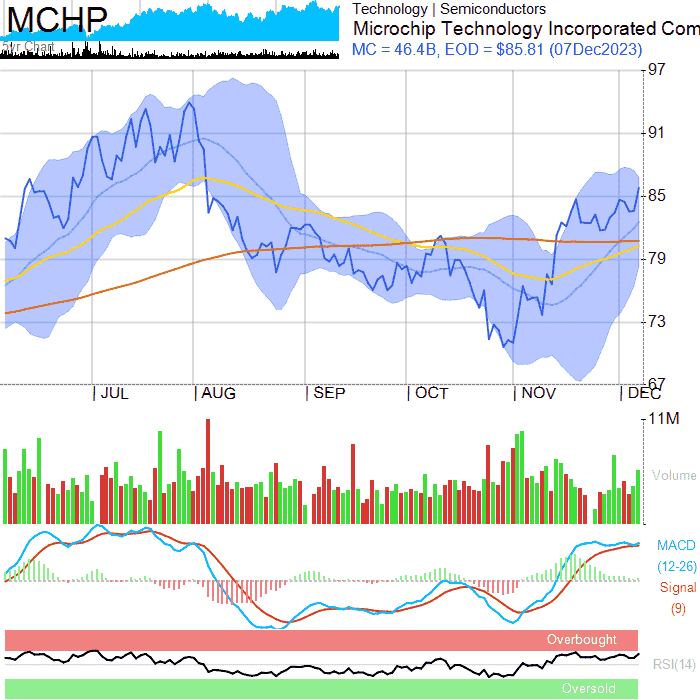 MCHP
5yr Chart
Technology | Semiconductors
Microchip Technology Incorporated Com
MC = 46.4B, EOD = $85.81 (07Dec2023)
97
91
85
79
73
67
JUL AUG SEP OCT NOV DEC
11M
Volume
MACD
(12-26)
Signal
(9)
Overbought
RSI(14)
Oversold